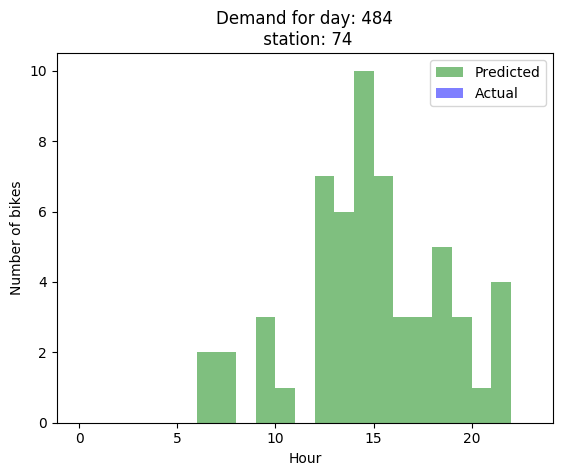 Demand for day: 484
station: 74
Predicted
Actual
10
8
6
4
2
0
Number of bikes
0 5 10 15 20
Hour